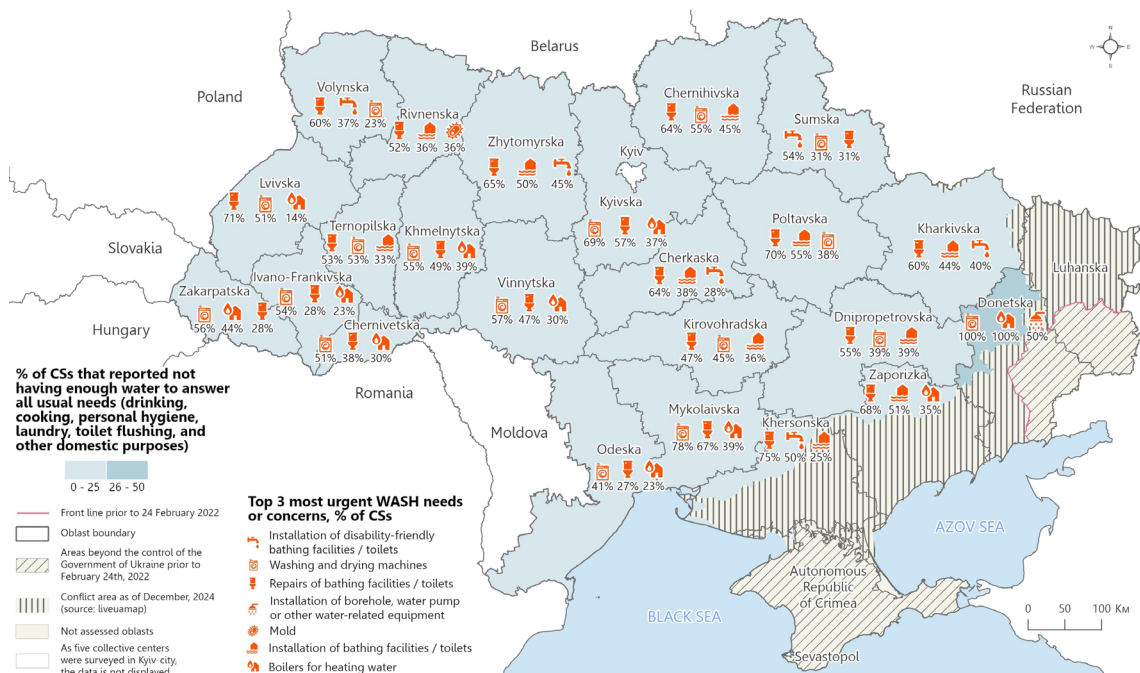 Belarus
Poland
Russian
Federation
Volynska
60% 37% 23%
Rivnenska
52% 36% 36%
Zhytomyrska
65% 50% 45%
Kyiv
Chernihivska
64% 55% 45%
Sumska
54% 31% 31%
Lvivska
71% 51% 14%
Ternopilska
53% 53% 33%
Khmelnytska
55% 49% 39%
Kyivska
69% 57% 37%
Cherkaska
64% 38% 28%
Poltavska
70% 55% 38%
Kharkivska
60% 44% 40%
Luhanska
Slovakia
Zakarpatska
56% 44% 28%
Ivano-Frankivska
54% 28% 23%
Chernivetska
51% 38% 30%
Vinnytska
57% 47% 30%
Kirovohradska
47% 45% 36%
Dnipropetrovska
55% 39% 39%
Donetska
100% 100% 50%
Hungary
Romania
Moldova
Zaporizka
68% 51% 35%
Mykolaivska
78% 67% 39%
Khersonska
75% 50% 25%
Odeska
41% 27% 23%
AZOV SEA
BLACK SEA
Autonomous
Republic
of Crimea
Sevastopol
N
W E
S
% of CSs that reported not
having enough water to answer
all usual needs (drinking,
cooking, personal hygiene,
laundry, toilet flushing, and
other domestic purposes)
0 - 25 26 - 50
Front line prior to 24 February 2022
Oblast boundary
Areas beyond the control of the
Government of Ukraine prior to
February 24th, 2022
Conflict area as of December, 2024
(source: liveuamap)
Not assessed oblasts
As five collective centers
were surveyed in Kyiv-city,
the data is not displayed
Top 3 most urgent WASH needs
or concerns, % of CSs
Installation of disability-friendly
bathing facilities / toilets
Washing and drying machines
Repairs of bathing facilities / toilets
Installation of borehole, water pump
or other water-related equipment
Mold
Installation of bathing facilities / toilets
Boilers for heating water
0 50 100 Км